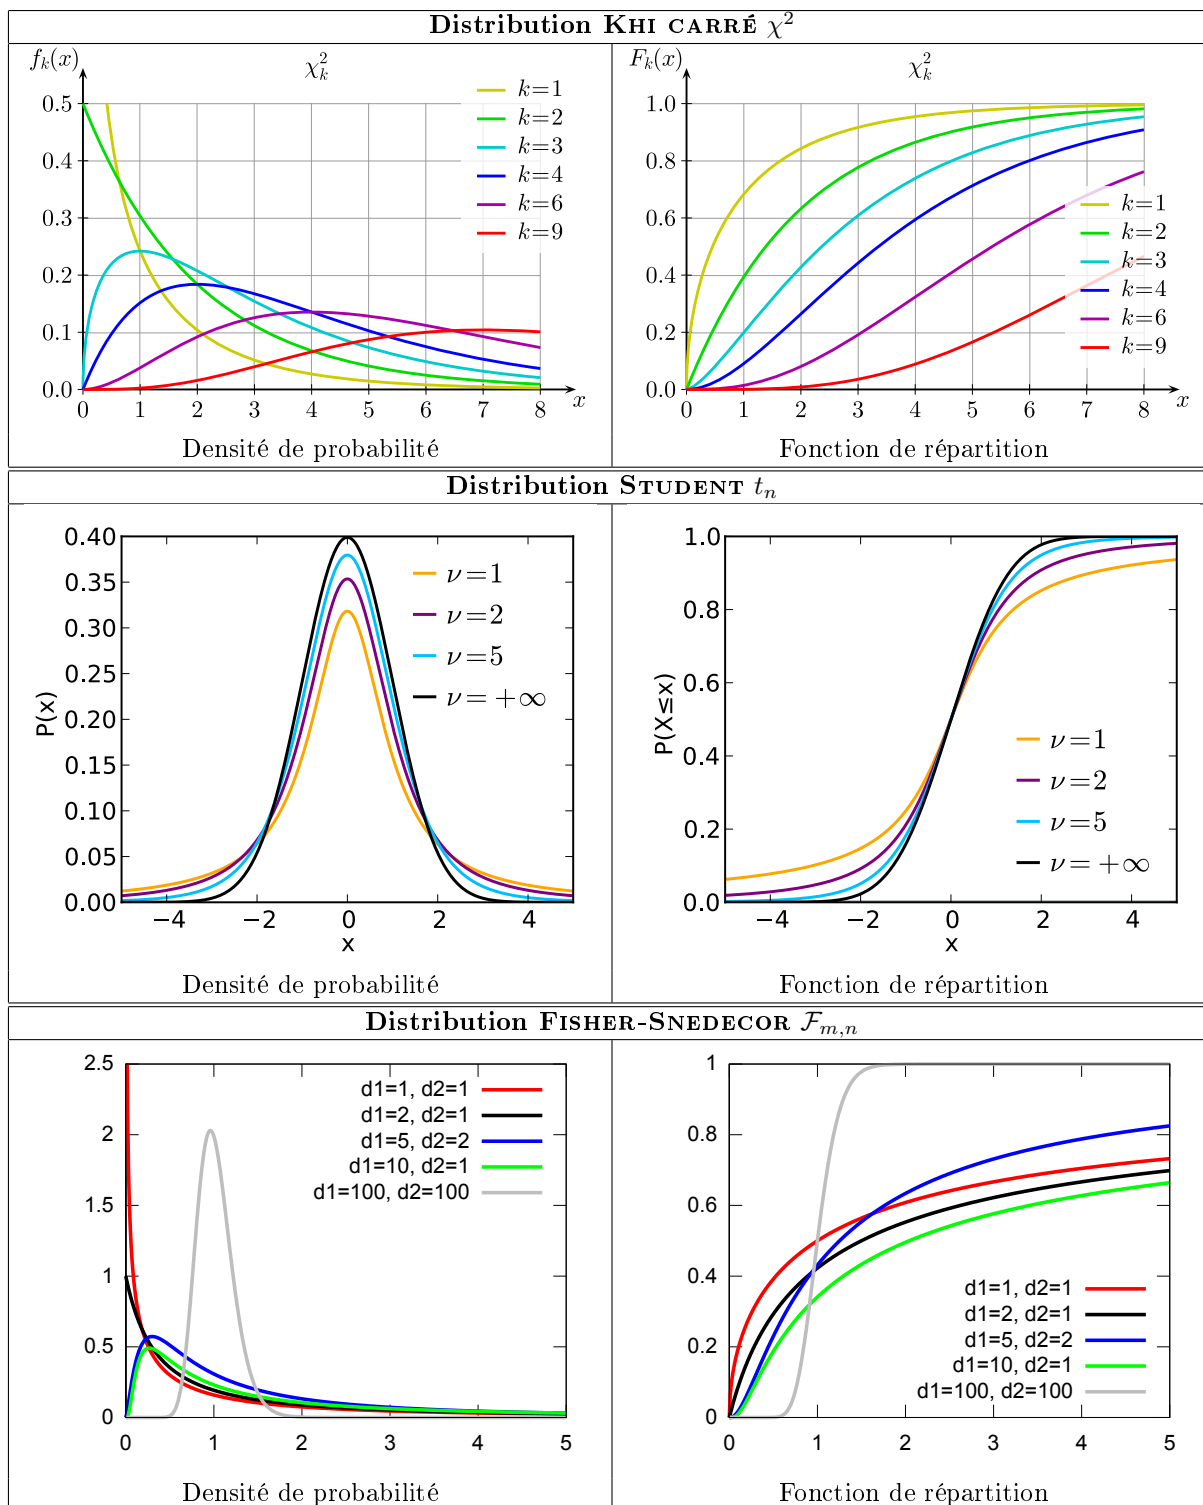 Distribution KHI CARRÉ χ²
f_k(x)
χ²_k
0.5
0.4
0.3
0.2
0.1
0.0
0 1 2 3 4 5 6 7 8 x
k=1
k=2
k=3
k=4
k=6
k=9
Densité de probabilité
F_k(x)
χ²_k
1.0
0.8
0.6
0.4
0.2
0.0
0 1 2 3 4 5 6 7 8 x
k=1
k=2
k=3
k=4
k=6
k=9
Fonction de répartition
Distribution STUDENT t_n
0.40
0.35
0.30
0.25
0.20
0.15
0.10
0.05
0.00
P(x)
−4 −2 0 2 4
x
ν=1
ν=2
ν=5
ν=+∞
Densité de probabilité
1.0
0.8
0.6
0.4
0.2
0.0
P(X≤x)
−4 −2 0 2 4
x
ν=1
ν=2
ν=5
ν=+∞
Fonction de répartition
Distribution FISHER-SNEDECOR ℱ_{m,n}
2.5
2
1.5
1
0.5
0
0 1 2 3 4 5
d1=1, d2=1
d1=2, d2=1
d1=5, d2=2
d1=10, d2=1
d1=100, d2=100
Densité de probabilité
1
0.8
0.6
0.4
0.2
0
0 1 2 3 4 5
d1=1, d2=1
d1=2, d2=1
d1=5, d2=2
d1=10, d2=1
d1=100, d2=100
Fonction de répartition